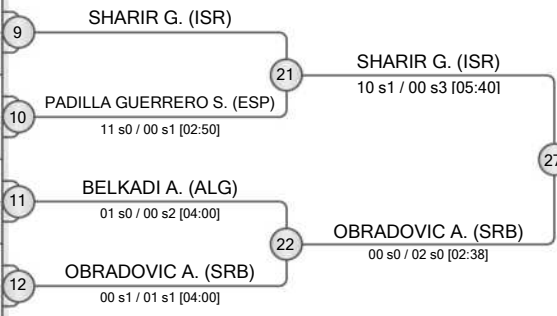 9
SHARIR G. (ISR)
21
SHARIR G. (ISR)
10 s1 / 00 s3 [05:40]
10
PADILLA GUERRERO S. (ESP)
11 s0 / 00 s1 [02:50]
27
11
BELKADI A. (ALG)
01 s0 / 00 s2 [04:00]
22
OBRADOVIC A. (SRB)
00 s0 / 02 s0 [02:38]
12
OBRADOVIC A. (SRB)
00 s1 / 01 s1 [04:00]